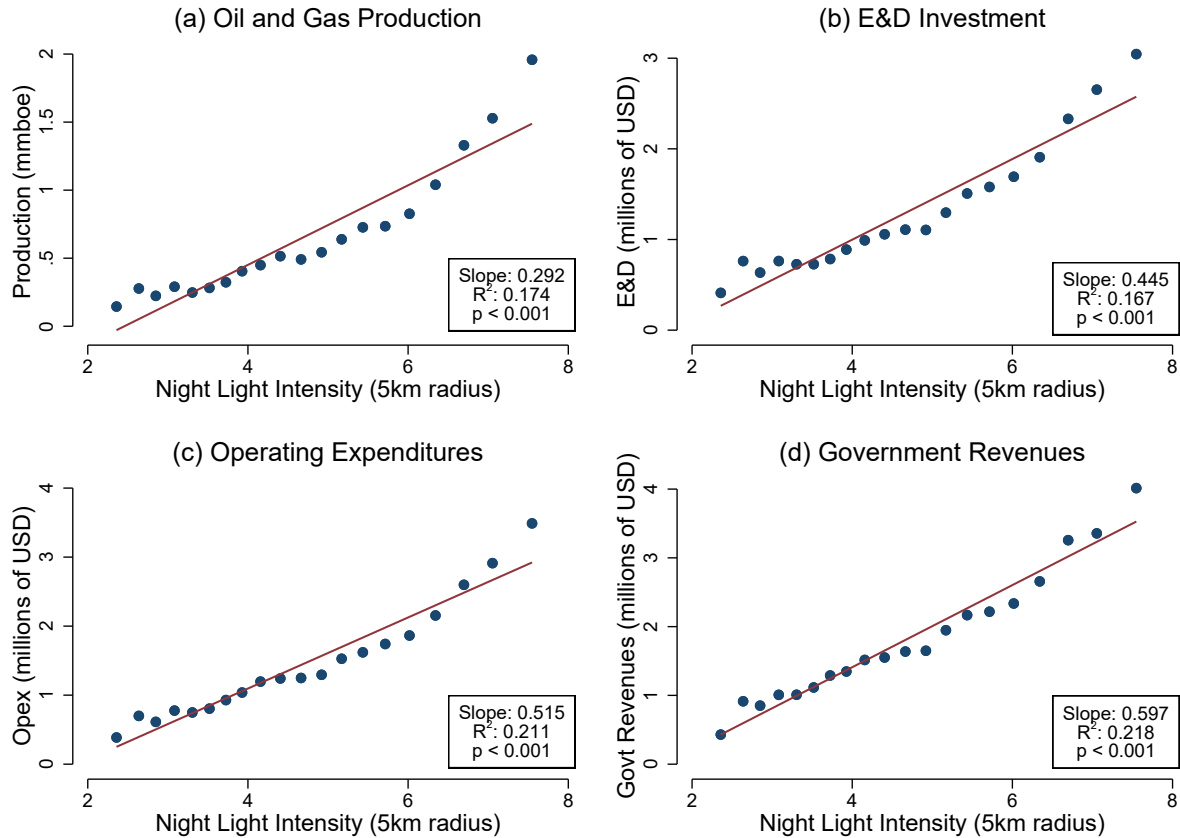 (a) Oil and Gas Production
Production (mmboe)
2
1.5
1
.5
0
Slope: 0.292
R²: 0.174
p < 0.001
2 4 6 8
Night Light Intensity (5km radius)
(b) E&D Investment
E&D (millions of USD)
3
2
1
0
Slope: 0.445
R²: 0.167
p < 0.001
2 4 6 8
Night Light Intensity (5km radius)
(c) Operating Expenditures
Opex (millions of USD)
4
3
2
1
0
Slope: 0.515
R²: 0.211
p < 0.001
2 4 6 8
Night Light Intensity (5km radius)
(d) Government Revenues
Govt Revenues (millions of USD)
4
3
2
1
0
Slope: 0.597
R²: 0.218
p < 0.001
2 4 6 8
Night Light Intensity (5km radius)